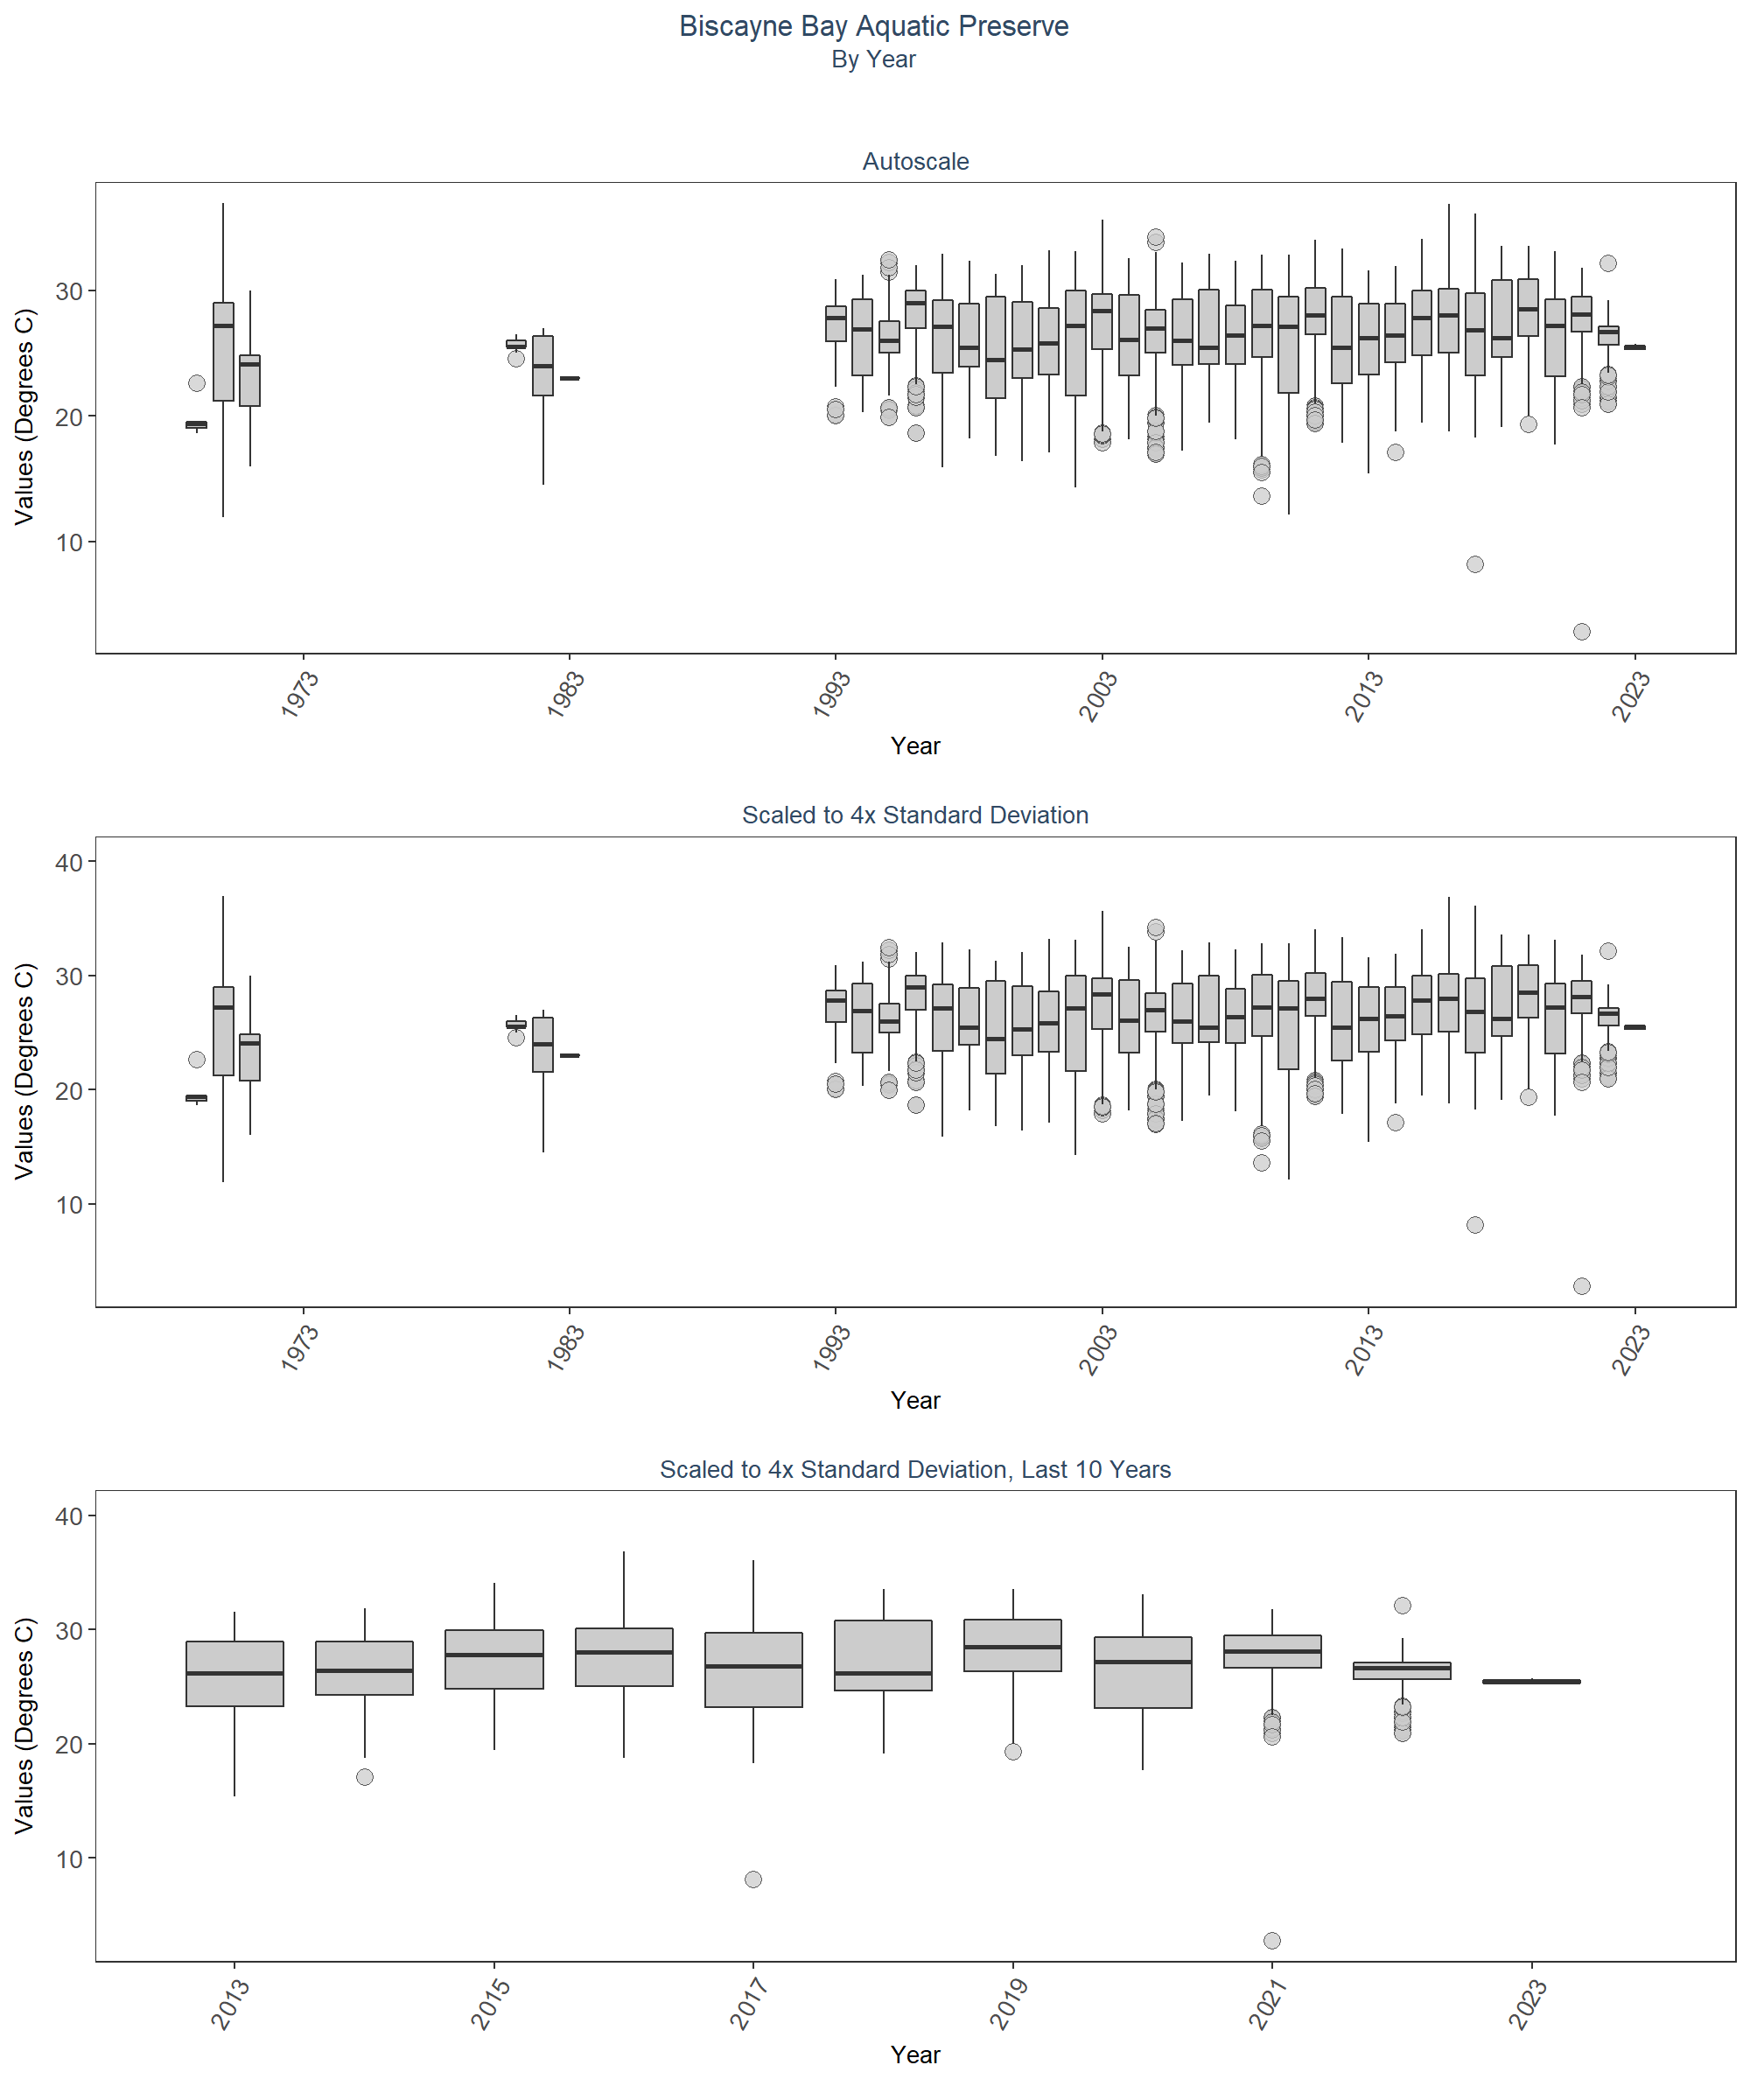 Biscayne Bay Aquatic Preserve
By Year
Autoscale
Values (Degrees C)
30
20
10
1973
1983
1993
2003
2013
2023
Year
Scaled to 4x Standard Deviation
Values (Degrees C)
40
30
20
10
1973
1983
1993
2003
2013
2023
Year
Scaled to 4x Standard Deviation, Last 10 Years
Values (Degrees C)
40
30
20
10
2013
2015
2017
2019
2021
2023
Year